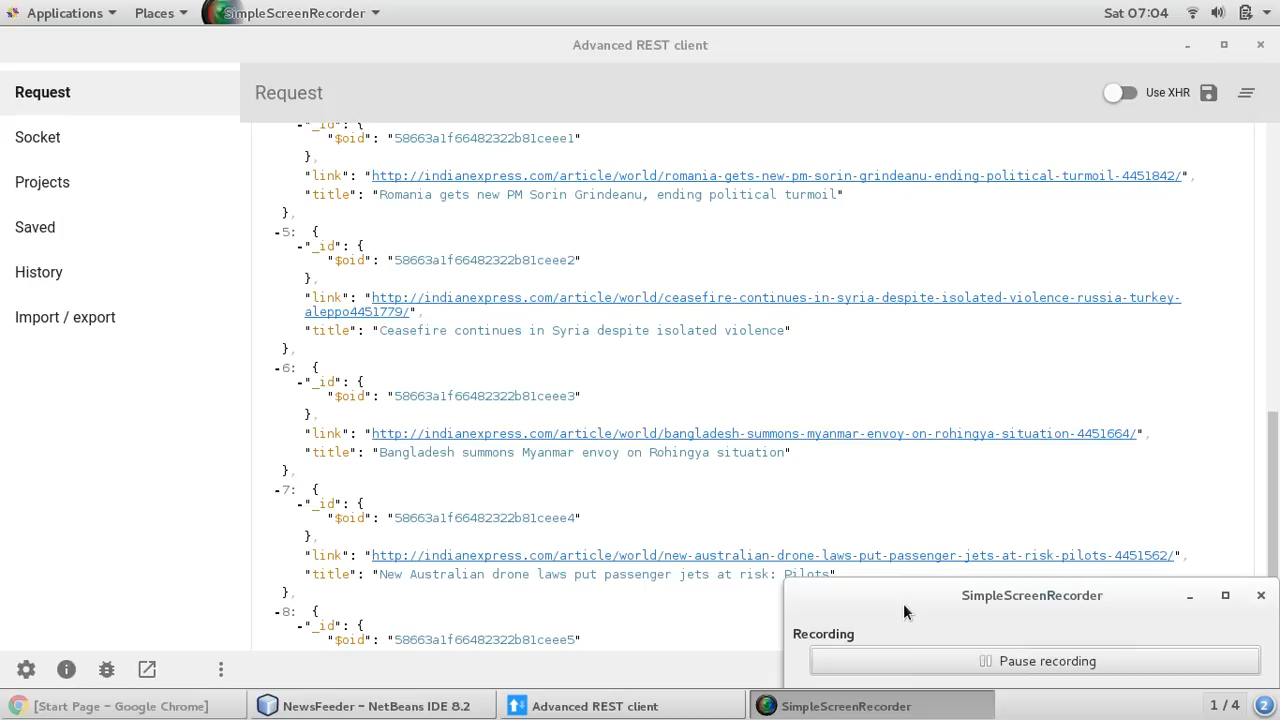 Applications Places SimpleScreenRecorder Sat 07:04
Advanced REST client
Request
Socket
Projects
Saved
History
Import / export
Request Use XHR
-"_id": {
"$oid": "58663a1f66482322b81ceee1"
},
"link": "http://indianexpress.com/article/world/romania-gets-new-pm-sorin-grindeanu-ending-political-turmoil-4451842/",
"title": "Romania gets new PM Sorin Grindeanu, ending political turmoil"
},
-5: {
-"_id": {
"$oid": "58663a1f66482322b81ceee2"
},
"link": "http://indianexpress.com/article/world/ceasefire-continues-in-syria-despite-isolated-violence-russia-turkey-
aleppo4451779/",
"title": "Ceasefire continues in Syria despite isolated violence"
},
-6: {
-"_id": {
"$oid": "58663a1f66482322b81ceee3"
},
"link": "http://indianexpress.com/article/world/bangladesh-summons-myanmar-envoy-on-rohingya-situation-4451664/",
"title": "Bangladesh summons Myanmar envoy on Rohingya situation"
},
-7: {
-"_id": {
"$oid": "58663a1f66482322b81ceee4"
},
"link": "http://indianexpress.com/article/world/new-australian-drone-laws-put-passenger-jets-at-risk-pilots-4451562/",
"title": "New Australian drone laws put passenger jets at risk: Pilots"
},
-8: {
-"_id": {
"$oid": "58663a1f66482322b81ceee5"
SimpleScreenRecorder
Recording
Pause recording
[Start Page - Google Chrome] NewsFeeder - NetBeans IDE 8.2 Advanced REST client SimpleScreenRecorder 1 / 4 2